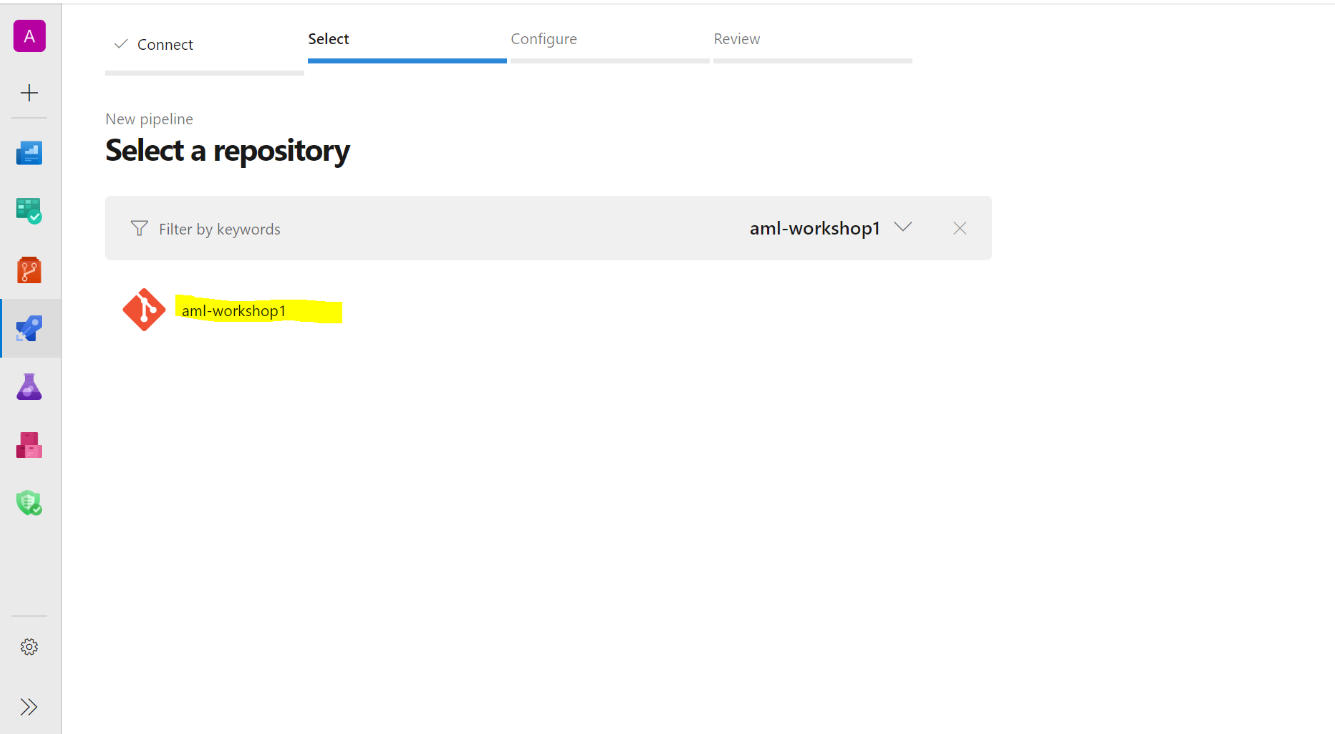 A
Connect
Select
Configure
Review
New pipeline
Select a repository
Filter by keywords
aml-workshop1
aml-workshop1